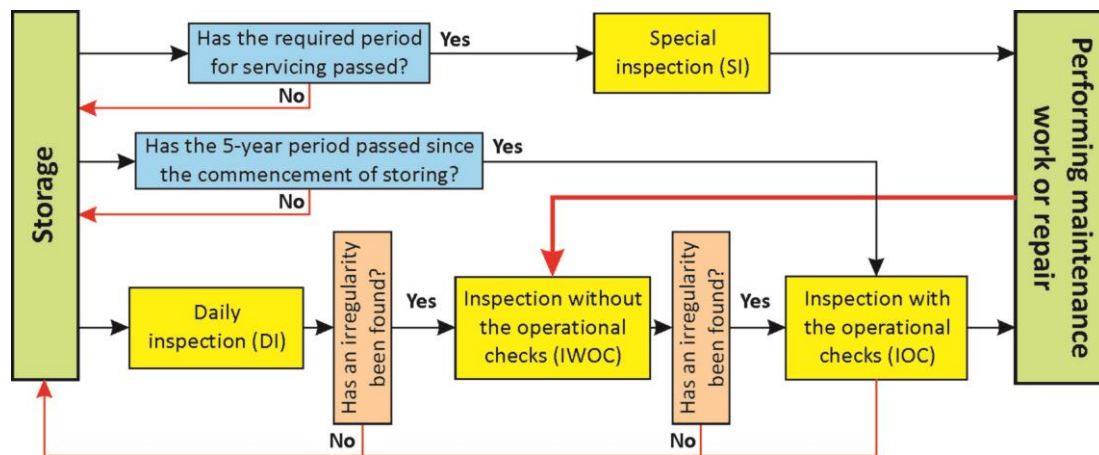 Storage
Has the required period
for servicing passed?
Yes
No
Special
inspection (SI)
Performing maintenance
work or repair
Has the 5-year period passed since
the commencement of storing?
Yes
No
Daily
inspection (DI)
Has an irregularity
been found?
Yes
No
Inspection without
the operational
checks (IWOC)
Has an irregularity
been found?
Yes
No
Inspection with
the operational
checks (IOC)